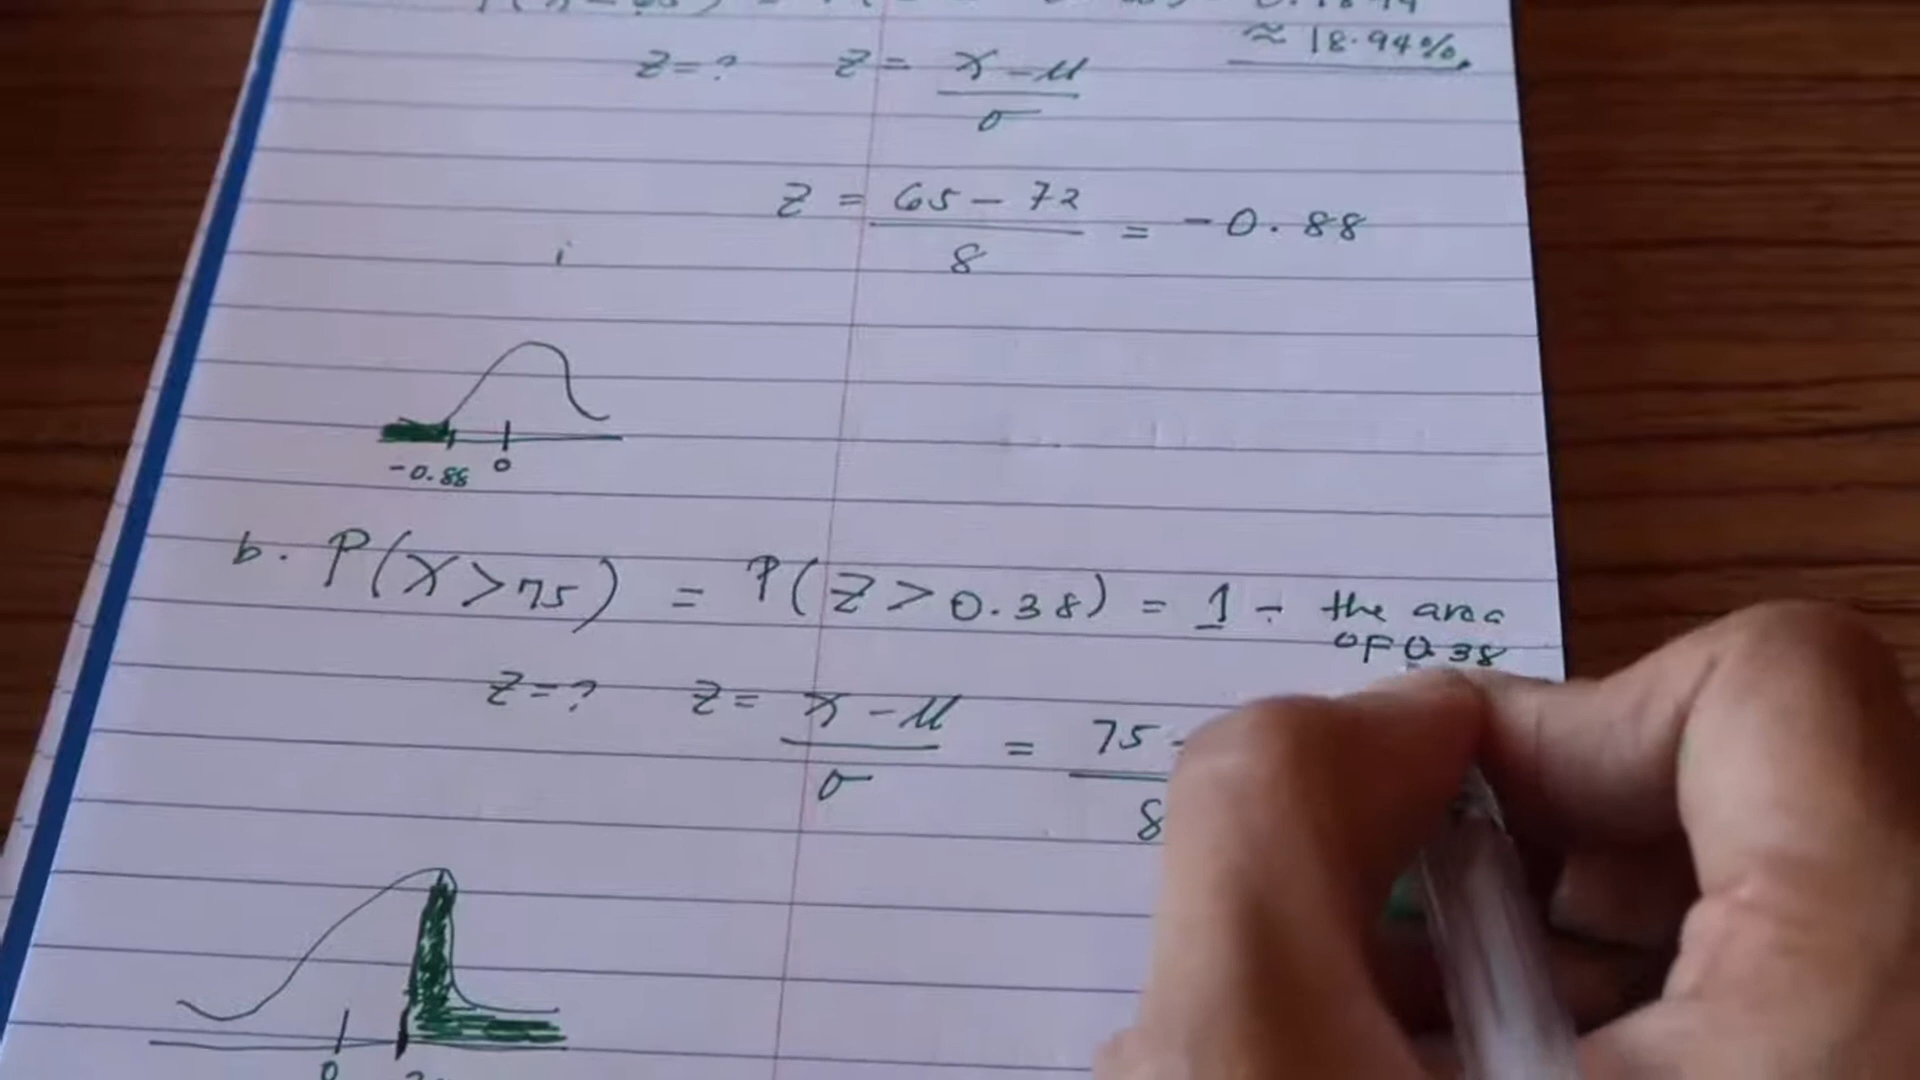 ≈ 18.94%.
z = ? z = x - μ
σ
z = 65 - 72 = -0.88
8
i
-0.88 0
b. P(x > 75) = P(z > 0.38) = 1 - the area
of 0.38
z = ? z = x - μ = 75 -
σ 8
0